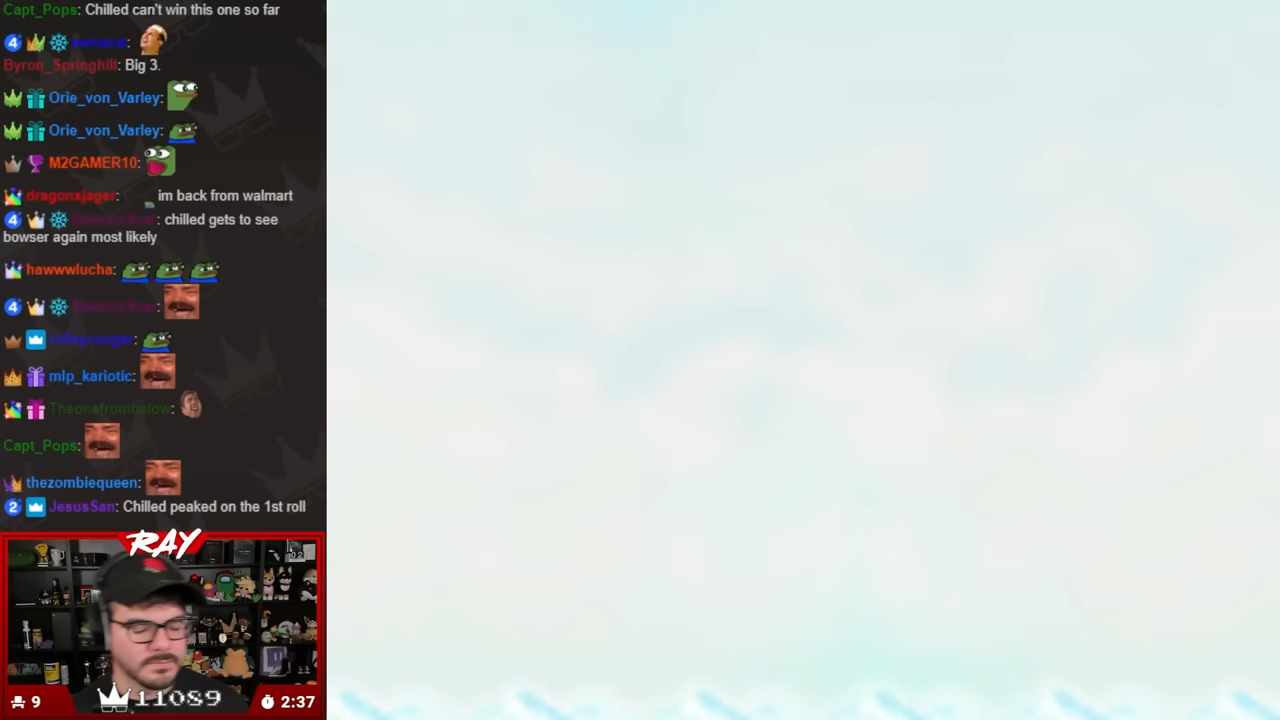 Capt_Pops: Chilled can't win this one so far
Byron_Springhill: Big 3.
Orie_von_Varley:
Orie_von_Varley:
M2GAMER10:
dragonxjager: im back from walmart
: chilled gets to see
bowser again most likely
hawwwlucha:
mlp_kariotic:
Theonefrombelow:
Capt_Pops:
thezombiequeen:
JesusSan: Chilled peaked on the 1st roll
RAY
9
11089
2:37